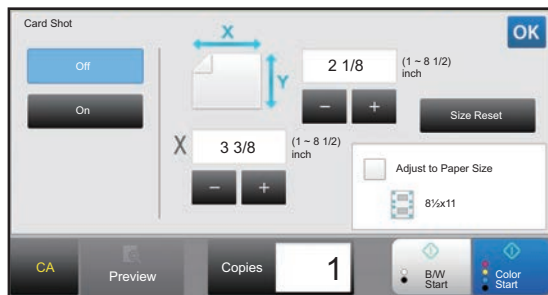 Card Shot
OK
X
Off
2 1/8
(1 ~ 8 1/2)
inch
Y
−
+
On
Size Reset
X
3 3/8
(1 ~ 8 1/2)
inch
−
+
Adjust to Paper Size
8½x11
CA
Preview
Copies
1
B/W
Start
Color
Start